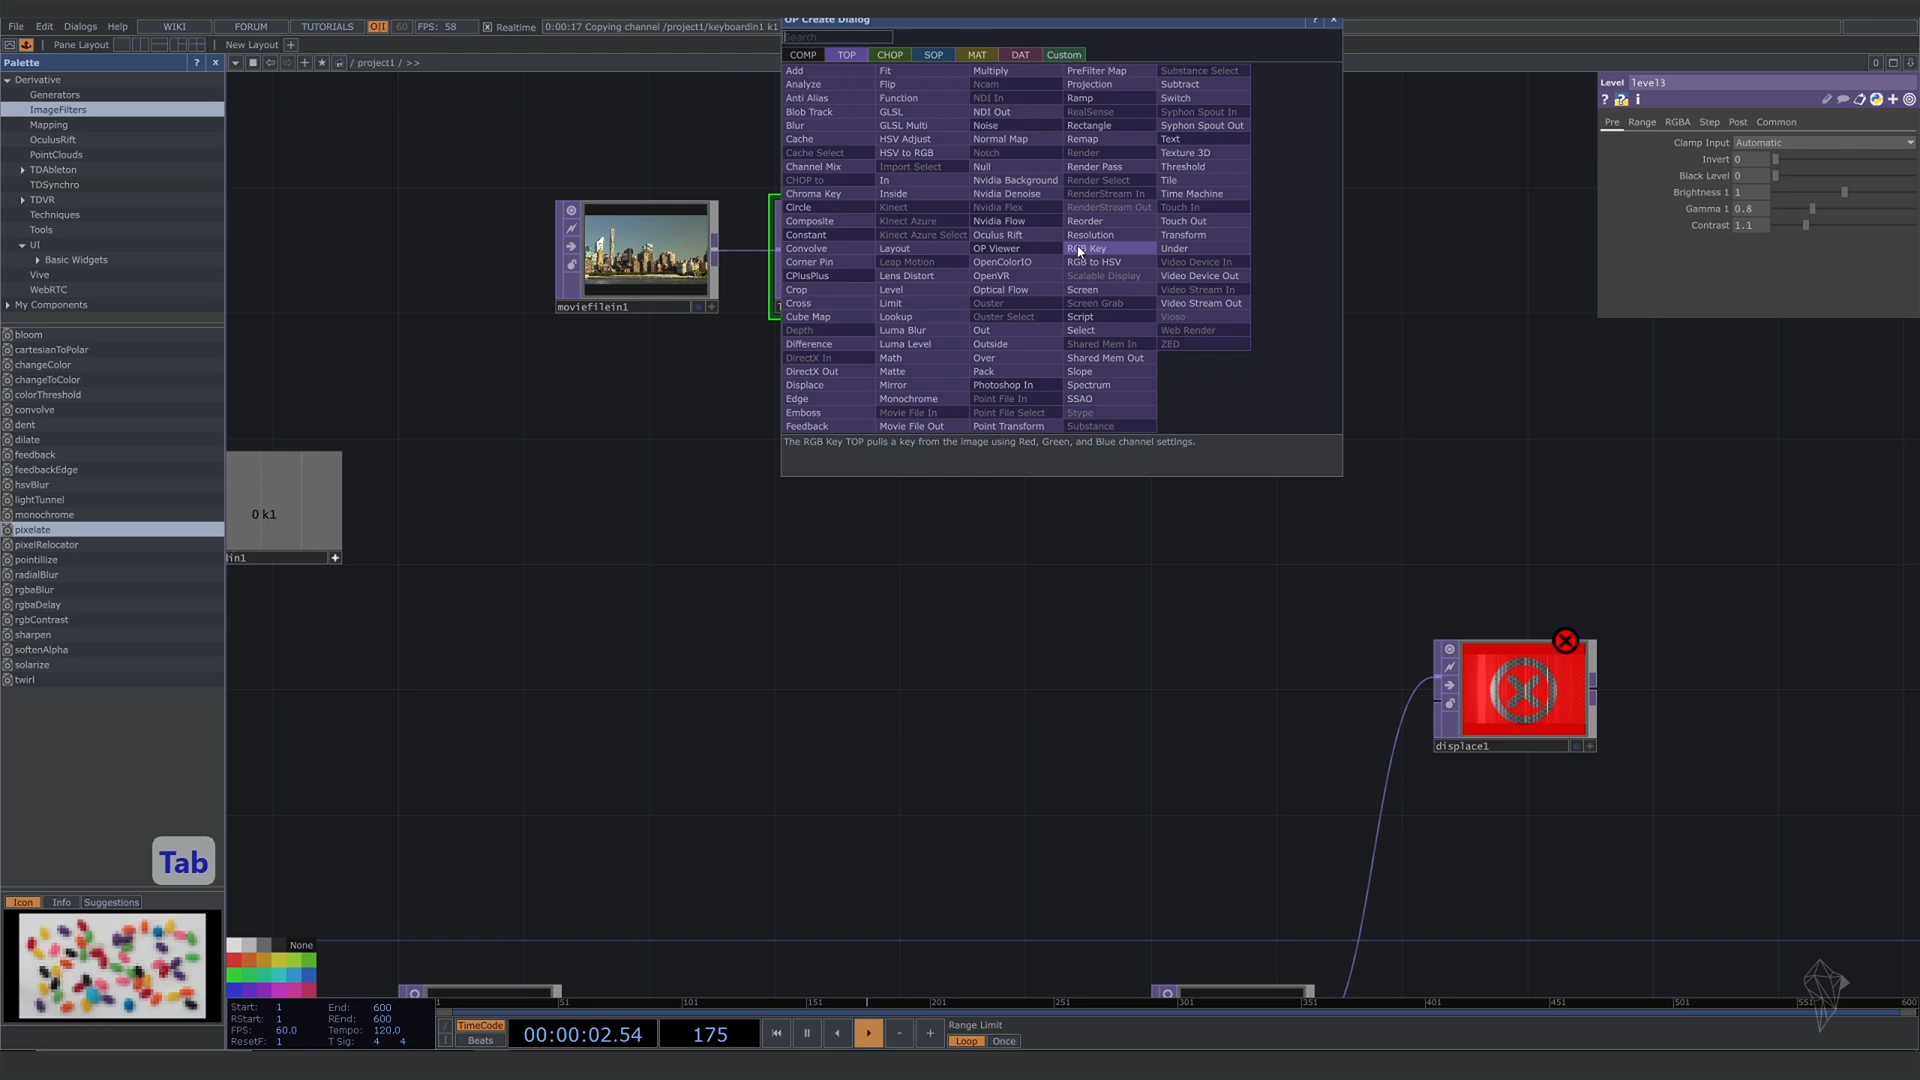 File Edit Dialogs Help WIKI FORUM TUTORIALS O|I 60 FPS: 58 Realtime 0:00:17 Copying channel /project1/keyboardin1 k1
OP Create Dialog ? x
Pane Layout New Layout +
Search
Palette ? x
/ project1 / >>
0
COMP TOP CHOP SOP MAT DAT Custom
Derivative
Generators
ImageFilters
Mapping
OculusRift
PointClouds
TDAbleton
TDSynchro
TDVR
Techniques
Tools
UI
Basic Widgets
Vive
WebRTC
My Components
bloom
cartesianToPolar
changeColor
changeToColor
colorThreshold
convolve
dent
dilate
feedback
feedbackEdge
hsvBlur
lightTunnel
monochrome
pixelate
pixelRelocator
pointillize
radialBlur
rgbaBlur
rgbaDelay
rgbContrast
sharpen
softenAlpha
solarize
twirl
Tab
Icon Info Suggestions
Add Fit Multiply PreFilter Map Substance Select
Analyze Flip Ncam Projection Subtract
Anti Alias Function NDI In Ramp Switch
Blob Track GLSL NDI Out RealSense Syphon Spout In
Blur GLSL Multi Noise Rectangle Syphon Spout Out
Cache HSV Adjust Normal Map Remap Text
Cache Select HSV to RGB Notch Render Texture 3D
Channel Mix Import Select Null Render Pass Threshold
CHOP to In Nvidia Background Render Select Tile
Chroma Key Inside Nvidia Denoise RenderStream In Time Machine
Circle Kinect Nvidia Flex RenderStream Out Touch In
Composite Kinect Azure Nvidia Flow Reorder Touch Out
Constant Kinect Azure Select Oculus Rift Resolution Transform
Convolve Layout OP Viewer RGB Key Under
Corner Pin Leap Motion OpenColorIO RGB to HSV Video Device In
CPlusPlus Lens Distort OpenVR Scalable Display Video Device Out
Crop Level Optical Flow Screen Video Stream In
Cross Limit Ouster Screen Grab Video Stream Out
Cube Map Lookup Ouster Select Script Vioso
Depth Luma Blur Out Select Web Render
Difference Luma Level Outside Shared Mem In ZED
DirectX In Math Over Shared Mem Out
DirectX Out Matte Pack Slope
Displace Mirror Photoshop In Spectrum
Edge Monochrome Point File In SSAO
Emboss Movie File In Point File Select Stype
Feedback Movie File Out Point Transform Substance
The RGB Key TOP pulls a key from the image using Red, Green, and Blue channel settings.
Level level3
? ? i
Pre Range RGBA Step Post Common
Clamp Input Automatic
Invert 0
Black Level 0
Brightness 1 1
Gamma 1 0.8
Contrast 1.1
moviefilein1
0 k1
in1
displace1
None
1 51 101 151 201 251 301 351 401 451 501 551 600
Start: 1 End: 600
RStart: 1 REnd: 600
FPS: 60.0 Tempo: 120.0
ResetF: 1 T Sig: 4 4
TimeCode
Beats
00:00:02.54
175
- +
Range Limit
Loop Once